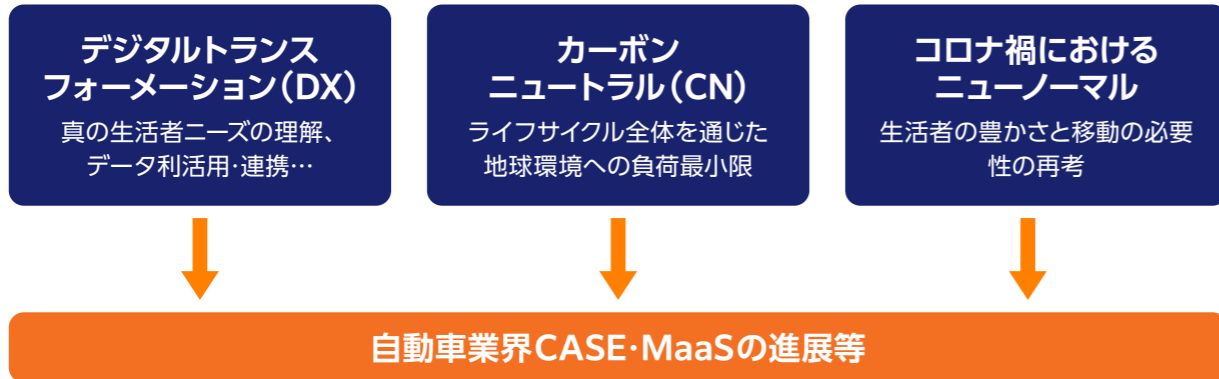 デジタルトランス
フォーメーション(DX)
真の生活者ニーズの理解、
データ利活用・連携…
カーボン
ニュートラル(CN)
ライフサイクル全体を通じた
地球環境への負荷最小限
コロナ禍における
ニューノーマル
生活者の豊かさと移動の必要
性の再考
自動車業界CASE・MaaSの進展等